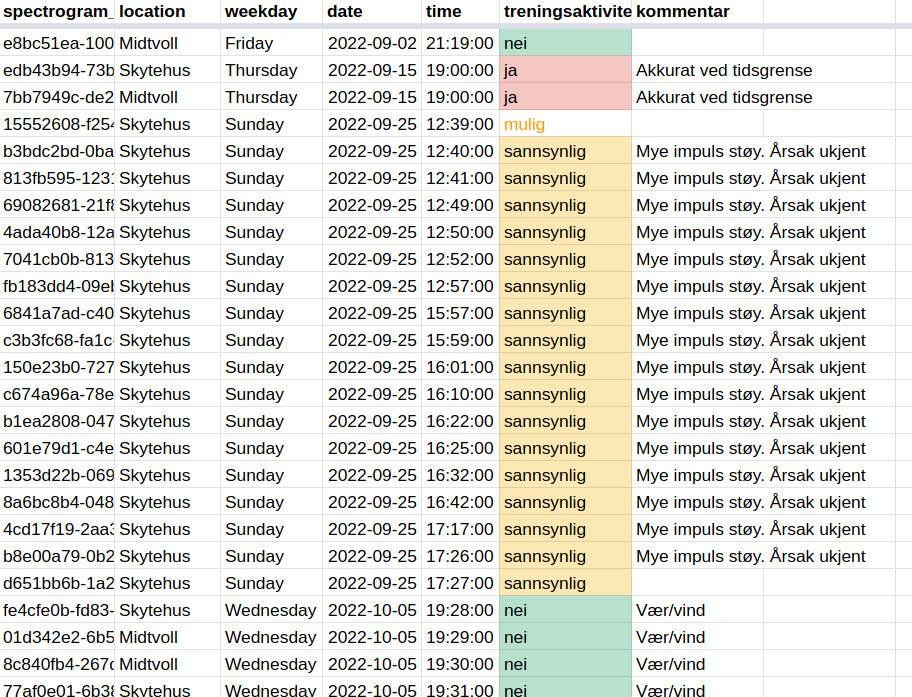 spectrogram_ location weekday date time treningsaktivite kommentar
e8bc51ea-100 Midtvoll Friday 2022-09-02 21:19:00 nei
edb43b94-73b Skytehus Thursday 2022-09-15 19:00:00 ja Akkurat ved tidsgrense
7bb7949c-de2 Midtvoll Thursday 2022-09-15 19:00:00 ja Akkurat ved tidsgrense
15552608-f254 Skytehus Sunday 2022-09-25 12:39:00 mulig
b3bdc2bd-0ba Skytehus Sunday 2022-09-25 12:40:00 sannsynlig Mye impuls støy. Årsak ukjent
813fb595-1231 Skytehus Sunday 2022-09-25 12:41:00 sannsynlig Mye impuls støy. Årsak ukjent
69082681-21f8 Skytehus Sunday 2022-09-25 12:49:00 sannsynlig Mye impuls støy. Årsak ukjent
4ada40b8-12a Skytehus Sunday 2022-09-25 12:50:00 sannsynlig Mye impuls støy. Årsak ukjent
7041cb0b-813 Skytehus Sunday 2022-09-25 12:52:00 sannsynlig Mye impuls støy. Årsak ukjent
fb183dd4-09eb Skytehus Sunday 2022-09-25 12:57:00 sannsynlig Mye impuls støy. Årsak ukjent
6841a7ad-c40 Skytehus Sunday 2022-09-25 15:57:00 sannsynlig Mye impuls støy. Årsak ukjent
c3b3fc68-fa1c- Skytehus Sunday 2022-09-25 15:59:00 sannsynlig Mye impuls støy. Årsak ukjent
150e23b0-727 Skytehus Sunday 2022-09-25 16:01:00 sannsynlig Mye impuls støy. Årsak ukjent
c674a96a-78e Skytehus Sunday 2022-09-25 16:10:00 sannsynlig Mye impuls støy. Årsak ukjent
b1ea2808-047 Skytehus Sunday 2022-09-25 16:22:00 sannsynlig Mye impuls støy. Årsak ukjent
601e79d1-c4e Skytehus Sunday 2022-09-25 16:25:00 sannsynlig Mye impuls støy. Årsak ukjent
1353d22b-069 Skytehus Sunday 2022-09-25 16:32:00 sannsynlig Mye impuls støy. Årsak ukjent
8a6bc8b4-048 Skytehus Sunday 2022-09-25 16:42:00 sannsynlig Mye impuls støy. Årsak ukjent
4cd17f19-2aa3 Skytehus Sunday 2022-09-25 17:17:00 sannsynlig Mye impuls støy. Årsak ukjent
b8e00a79-0b2 Skytehus Sunday 2022-09-25 17:26:00 sannsynlig Mye impuls støy. Årsak ukjent
d651bb6b-1a2 Skytehus Sunday 2022-09-25 17:27:00 sannsynlig
fe4cfe0b-fd83- Skytehus Wednesday 2022-10-05 19:28:00 nei Vær/vind
01d342e2-6b5 Midtvoll Wednesday 2022-10-05 19:29:00 nei Vær/vind
8c840fb4-267c Midtvoll Wednesday 2022-10-05 19:30:00 nei Vær/vind
77af0e01-6b38 Skytehus Wednesday 2022-10-05 19:31:00 nei Vær/vind